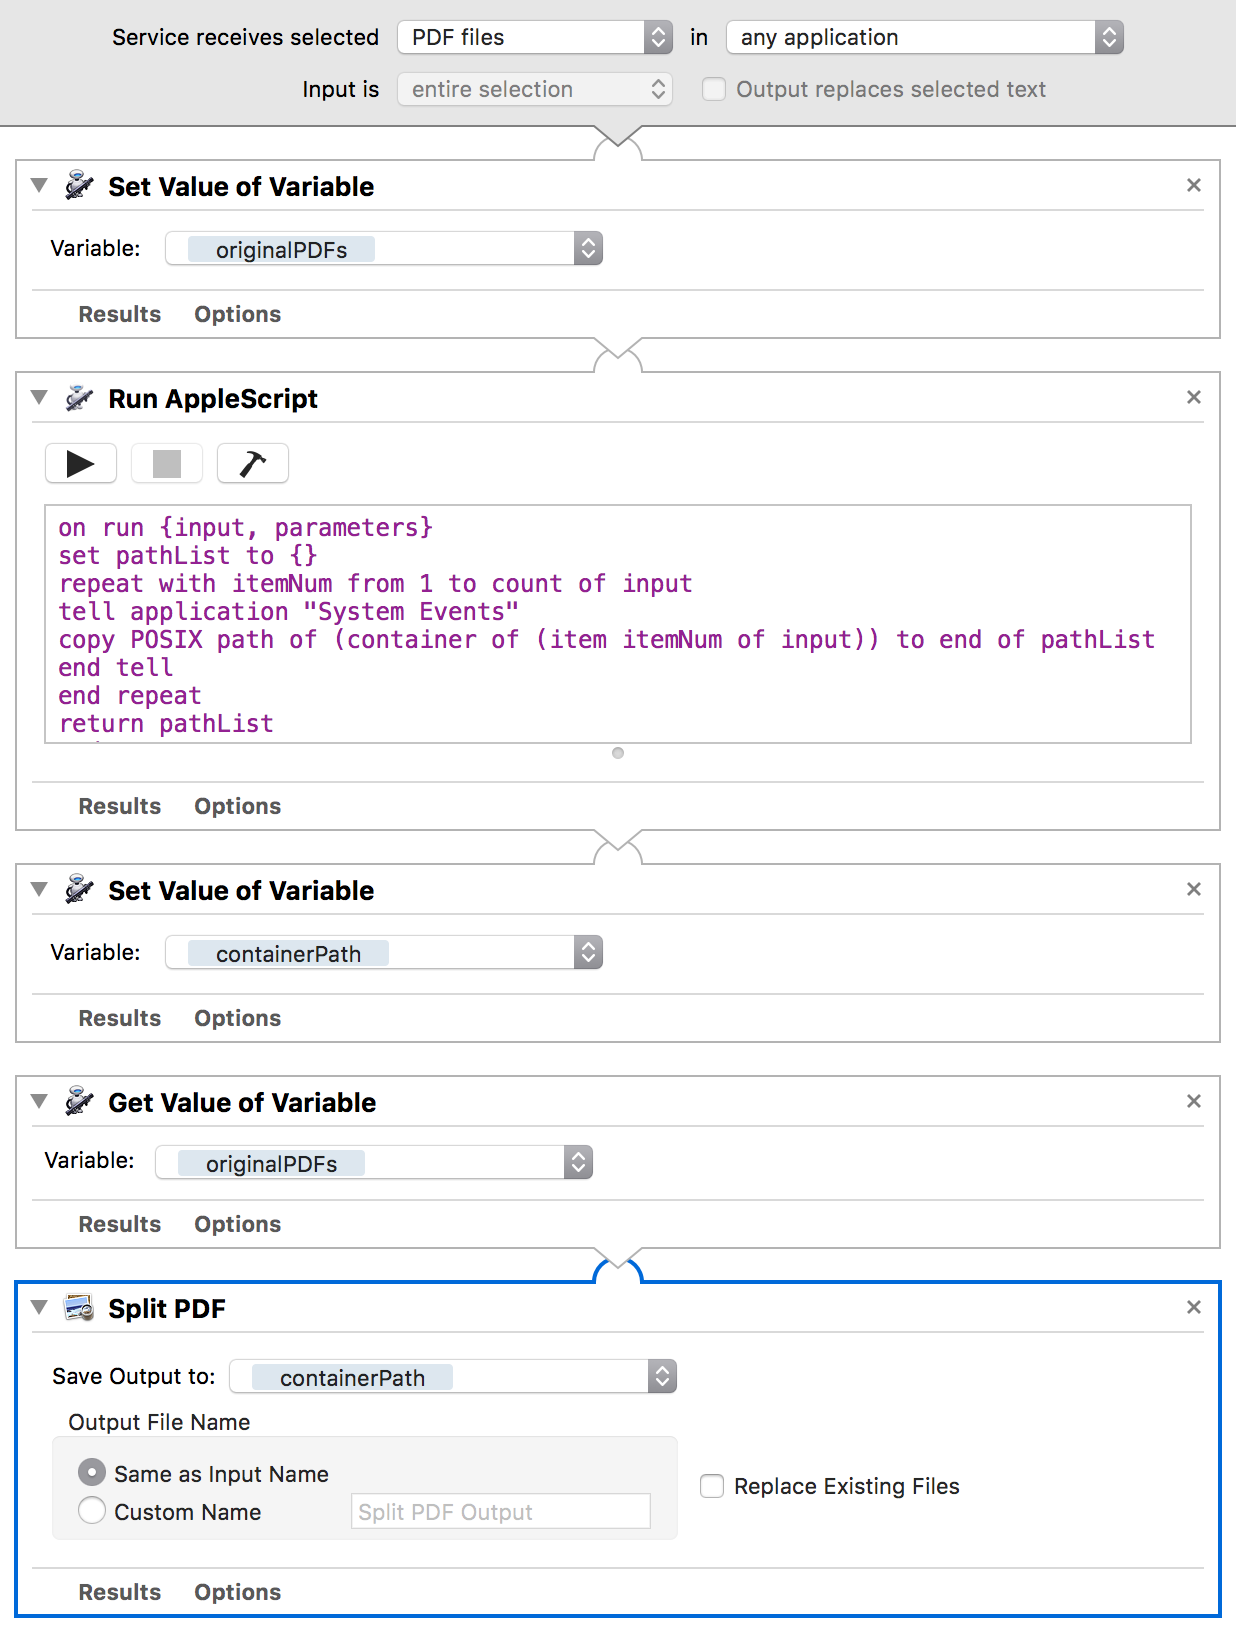 Service receives selected PDF files in any application
Input is entire selection Output replaces selected text
Set Value of Variable
Variable: originalPDFs
Results Options
Run AppleScript
on run {input, parameters}
set pathList to {}
repeat with itemNum from 1 to count of input
tell application "System Events"
copy POSIX path of (container of (item itemNum of input)) to end of pathList
end tell
end repeat
return pathList
Results Options
Set Value of Variable
Variable: containerPath
Results Options
Get Value of Variable
Variable: originalPDFs
Results Options
Split PDF
Save Output to: containerPath
Output File Name
Same as Input Name
Replace Existing Files
Custom Name Split PDF Output
Results Options